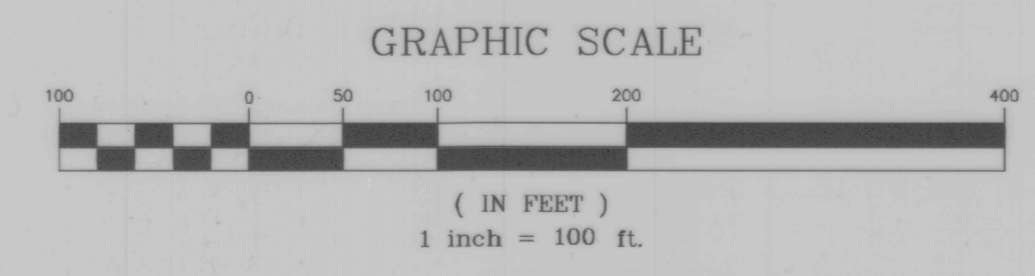 GRAPHIC SCALE
100 0 50 100 200 400
( IN FEET )
1 inch = 100 ft.